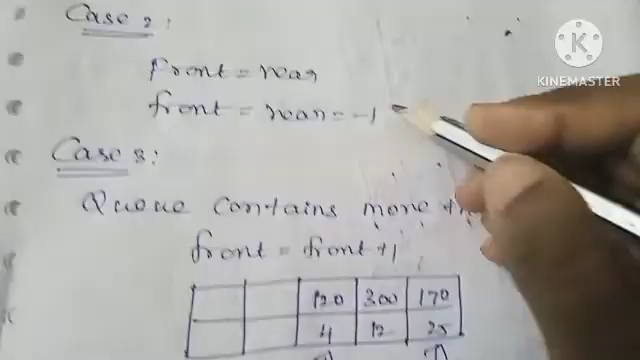 Case 2:
KINEMASTER
Front = rear
front = rear = -1
Case 3:
Queue contains more
front = front +1
120 300 170
4 12 25